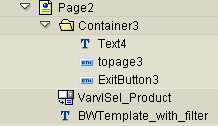 Page2
Container3
Text4
topage3
ExitButton3
VarvlSel_Product
BWTemplate_with_filter